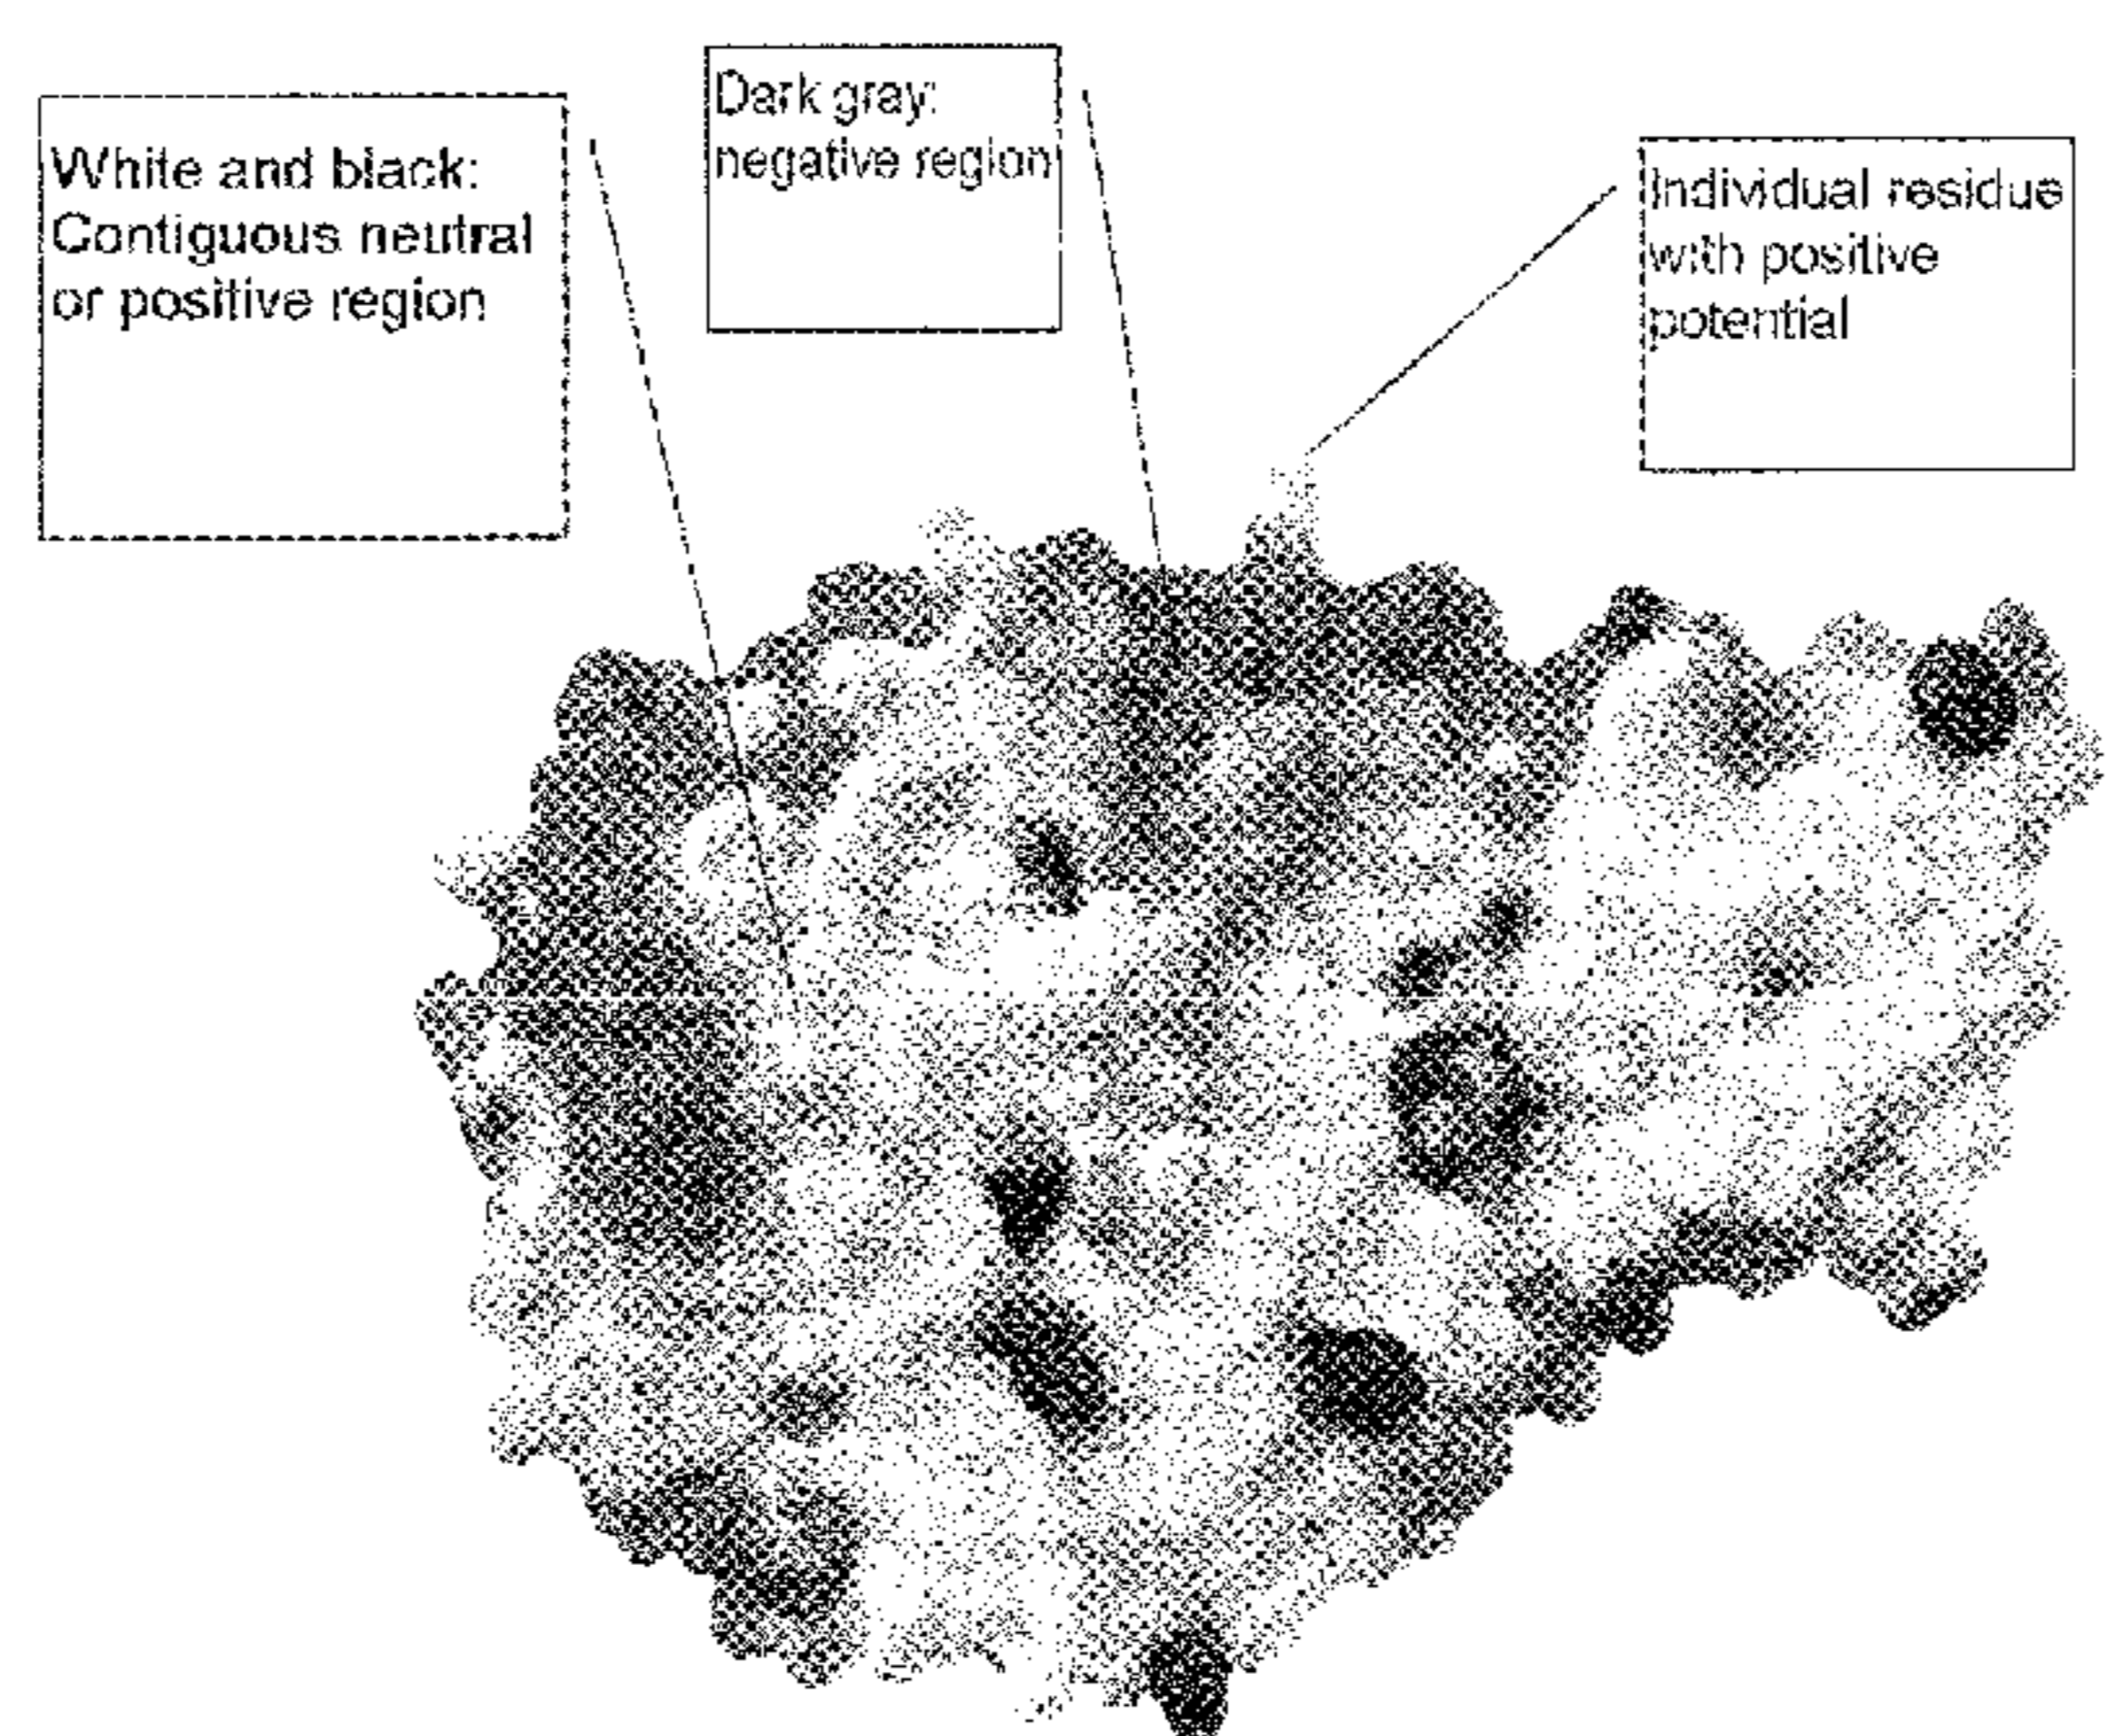 White and black:
Contiguous neutral
or positive region
Dark gray:
negative region
Individual residue
with positive
potential